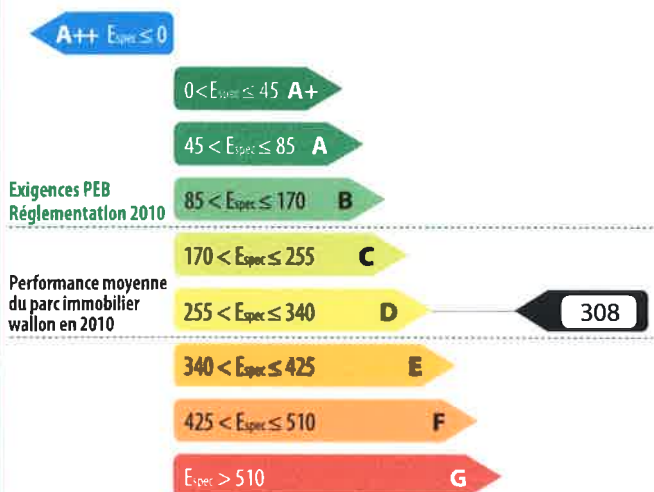 A++ Espec ≤ 0
0 < Espec ≤ 45 A+
45 < Espec ≤ 85 A
Exigences PEB
Réglementation 2010
85 < Espec ≤ 170 B
170 < Espec ≤ 255 C
Performance moyenne
du parc immobilier
wallon en 2010
255 < Espec ≤ 340 D
308
340 < Espec ≤ 425 E
425 < Espec ≤ 510 F
Espec > 510 G